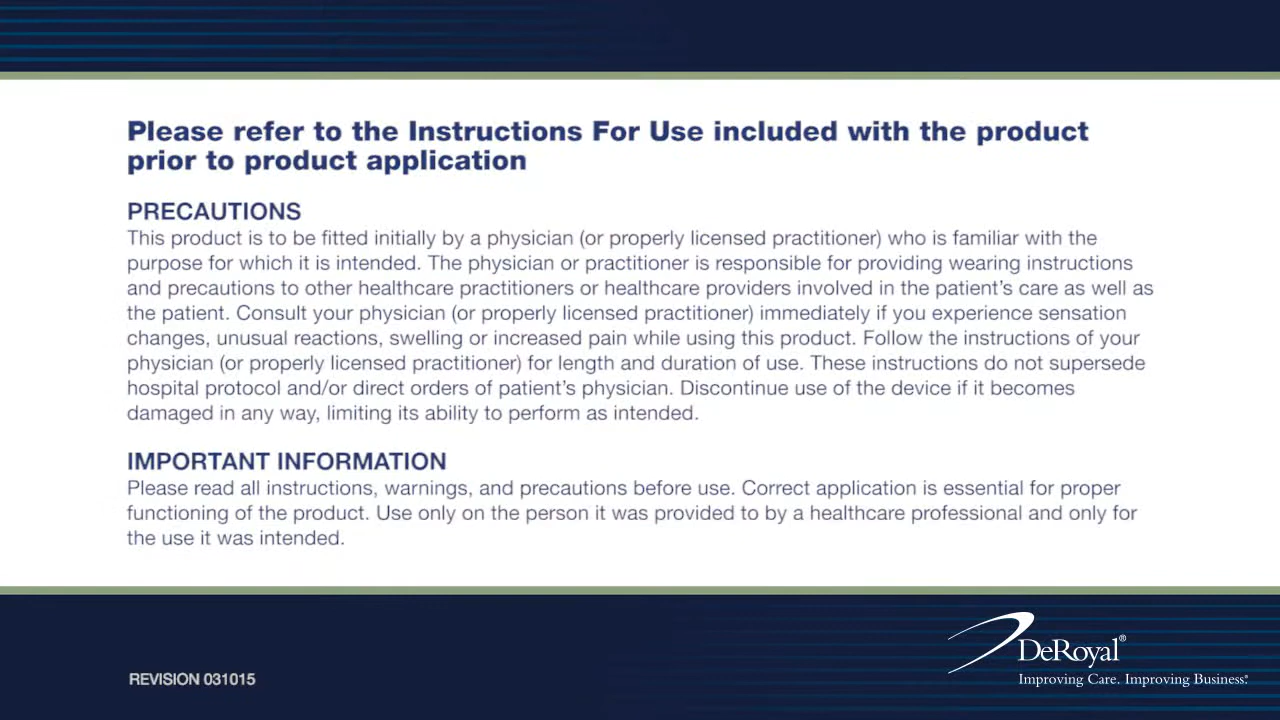 Please refer to the Instructions For Use included with the product
prior to product application
PRECAUTIONS
This product is to be fitted initially by a physician (or properly licensed practitioner) who is familiar with the
purpose for which it is intended. The physician or practitioner is responsible for providing wearing instructions
and precautions to other healthcare practitioners or healthcare providers involved in the patient's care as well as
the patient. Consult your physician (or properly licensed practitioner) immediately if you experience sensation
changes, unusual reactions, swelling or increased pain while using this product. Follow the instructions of your
physician (or properly licensed practitioner) for length and duration of use. These instructions do not supersede
hospital protocol and/or direct orders of patient's physician. Discontinue use of the device if it becomes
damaged in any way, limiting its ability to perform as intended.
IMPORTANT INFORMATION
Please read all instructions, warnings, and precautions before use. Correct application is essential for proper
functioning of the product. Use only on the person it was provided to by a healthcare professional and only for
the use it was intended.
DeRoyal®
Improving Care. Improving Business.®
REVISION 031015